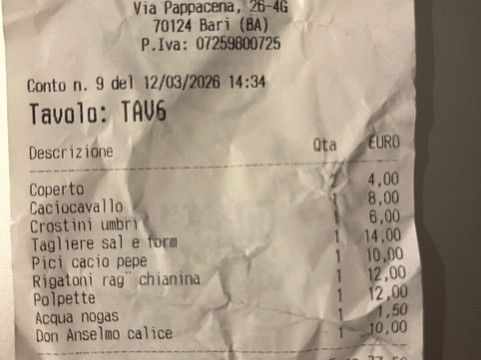 Via Pappacena, 26-4G
70124 Bari (BA)
P.Iva: 07259800725
Conto n. 9 del 12/03/2026 14:34
Tavolo: TAV6
Descrizione Qta EURO
Coperto 4,00
Caciocavallo 1 8,00
Crostini umbri 1 6,00
Tagliere sal e form 1 14,00
Pici cacio pepe 1 10,00
Rigatoni rag" chianina 1 12,00
Polpette 1 12,00
Acqua nogas 1 1,50
Don Anselmo calice 1 10,00